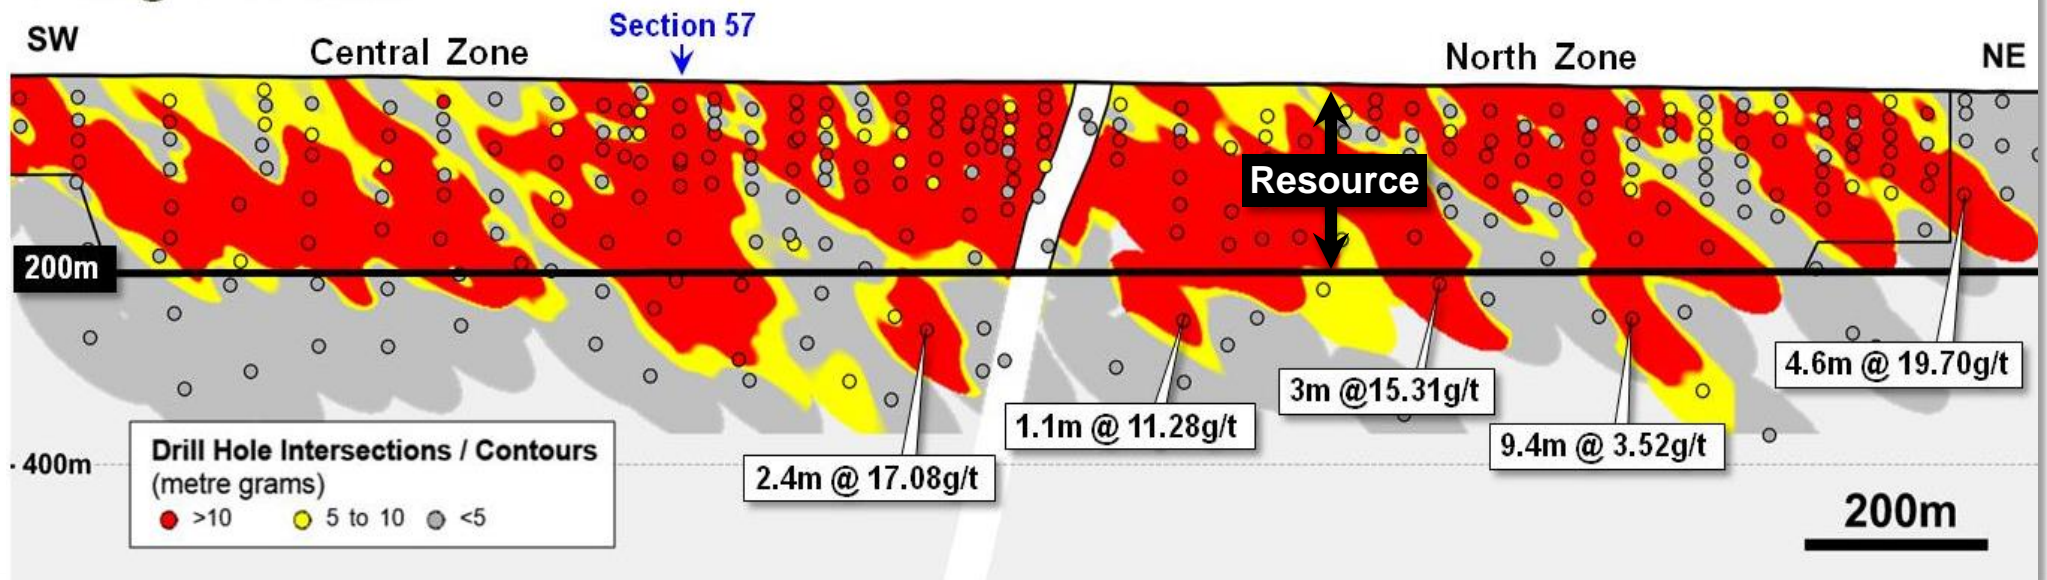 Section 57
SW
Central Zone
North Zone
NE
Resource
200m
4.6m @ 19.70g/t
3m @15.31g/t
1.1m @ 11.28g/t
9.4m @ 3.52g/t
2.4m @ 17.08g/t
400m
Drill Hole Intersections / Contours
(metre grams)
>10 5 to 10 <5
200m